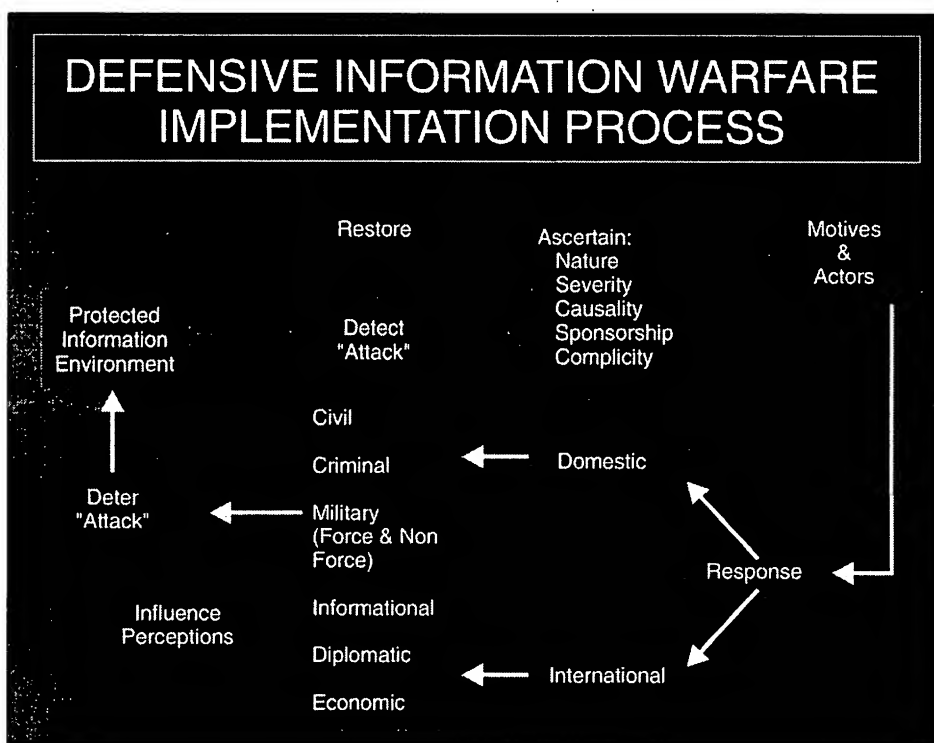 DEFENSIVE INFORMATION WARFARE
IMPLEMENTATION PROCESS
Restore
Ascertain:
Nature
Severity
Causality
Sponsorship
Complicity
Motives
&
Actors
Protected
Information
Environment
Detect
"Attack"
Civil
Criminal
Military
(Force & Non
Force)
Informational
Diplomatic
Economic
Domestic
International
Response
Deter
"Attack"
Influence
Perceptions